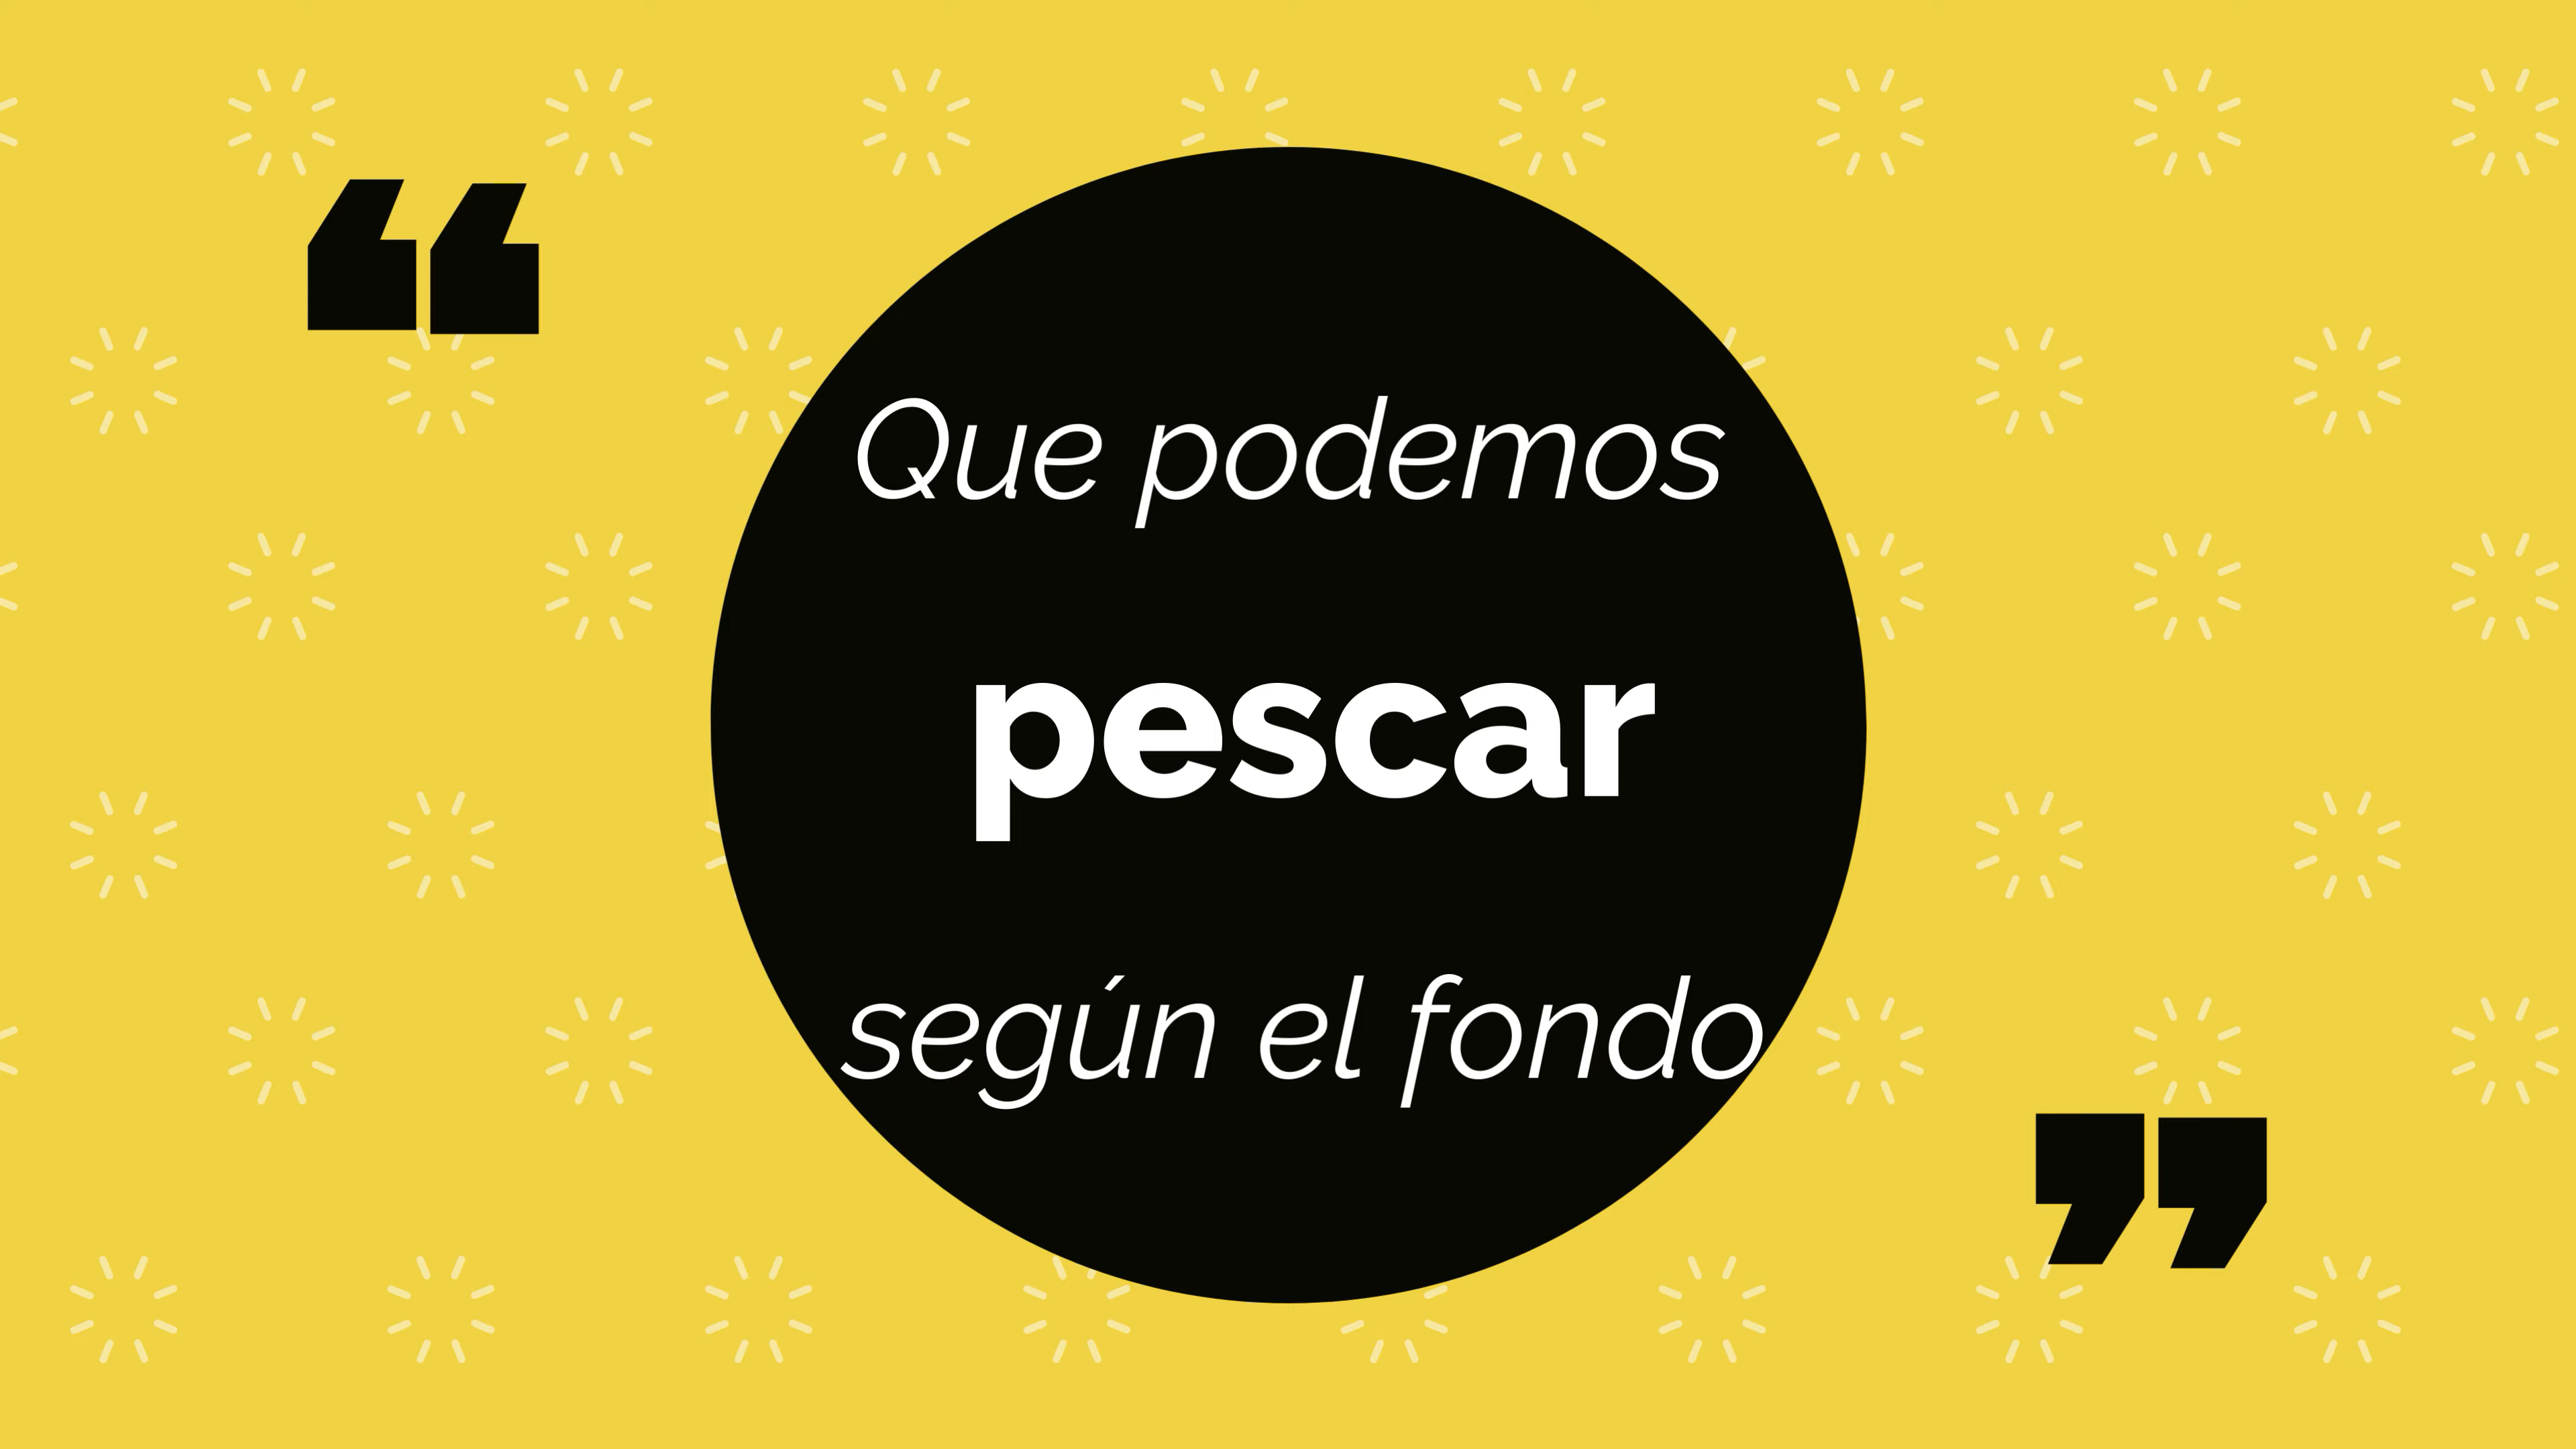 “
Que podemos
pescar
según el fondo
”